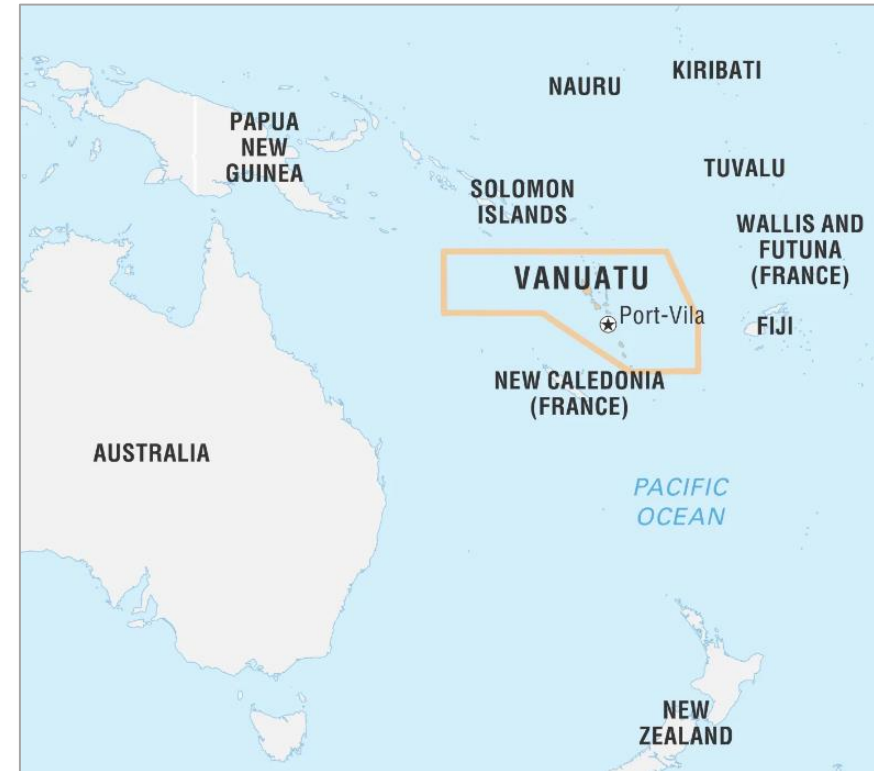 NAURU
KIRIBATI
PAPUA
NEW
GUINEA
TUVALU
SOLOMON
ISLANDS
WALLIS AND
FUTUNA
(FRANCE)
VANUATU
Port-Vila
FIJI
NEW CALEDONIA
(FRANCE)
AUSTRALIA
PACIFIC
OCEAN
NEW
ZEALAND